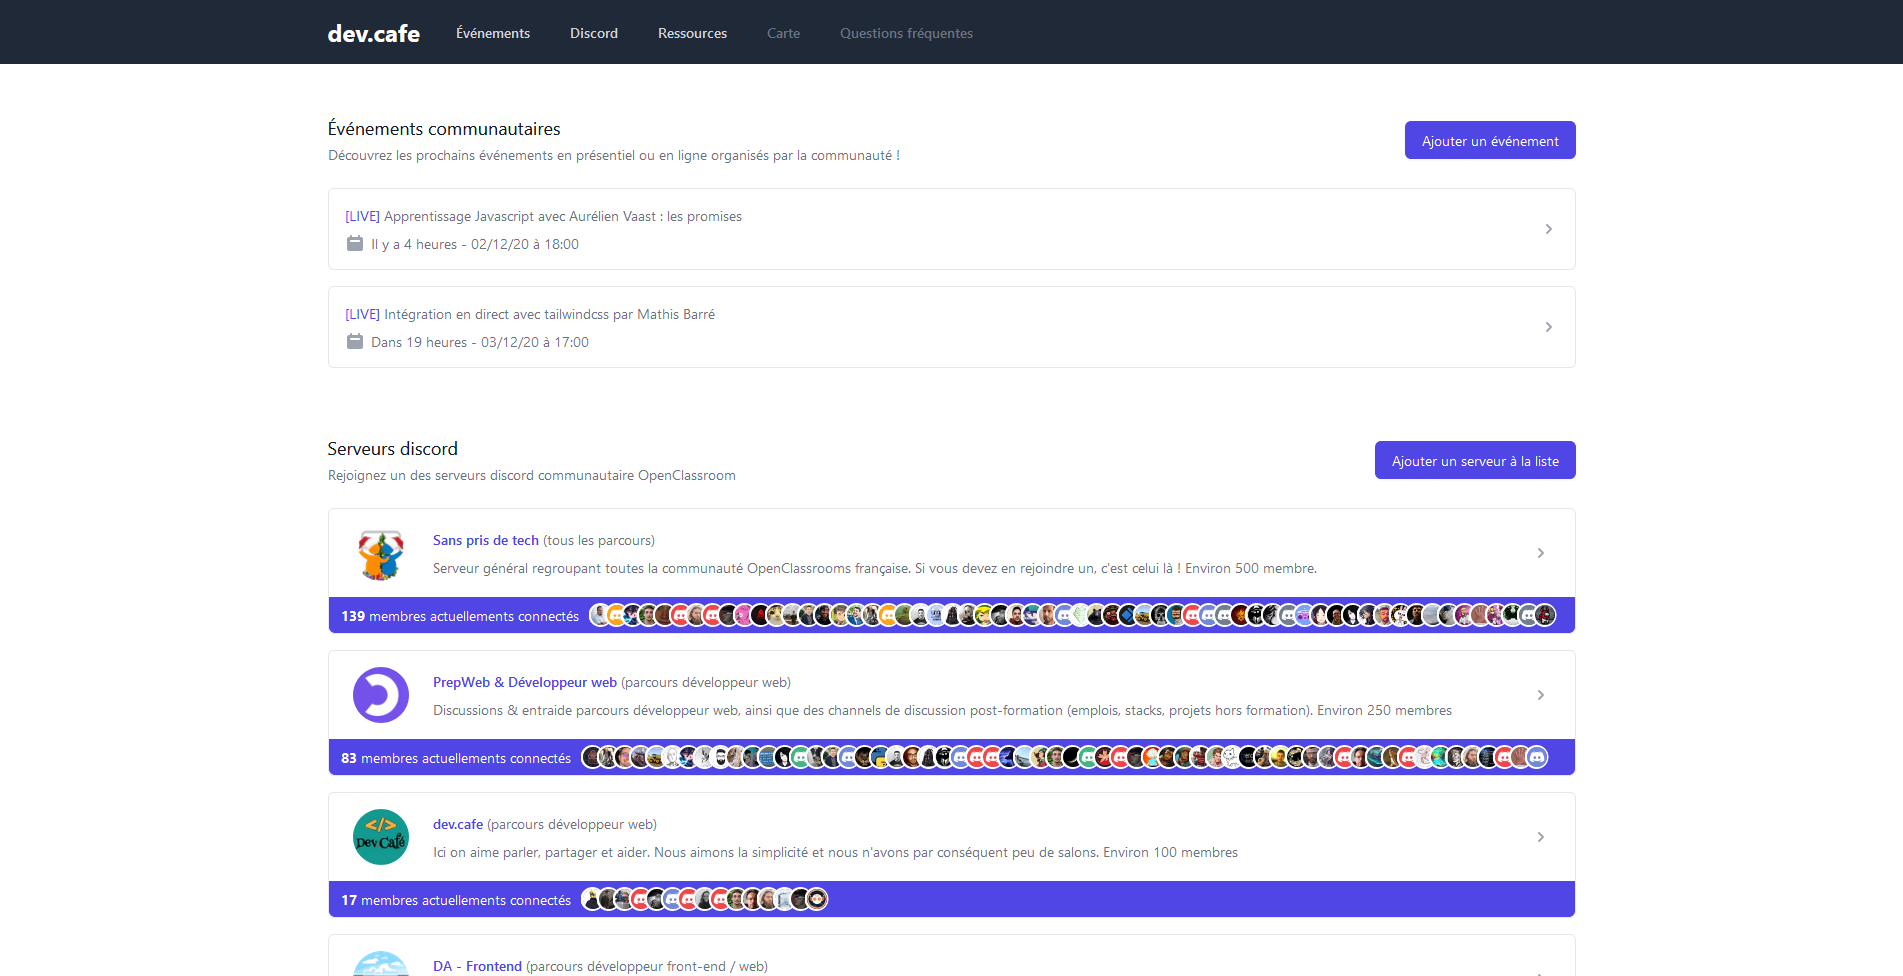 dev.cafe Événements Discord Ressources Carte Questions fréquentes
Événements communautaires
Découvrez les prochains événements en présentiel ou en ligne organisés par la communauté !
Ajouter un événement
[LIVE] Apprentissage Javascript avec Aurélien Vaast : les promises
Il y a 4 heures - 02/12/20 à 18:00
[LIVE] Intégration en direct avec tailwindcss par Mathis Barré
Dans 19 heures - 03/12/20 à 17:00
Serveurs discord
Rejoignez un des serveurs discord communautaire OpenClassroom
Ajouter un serveur à la liste
Sans pris de tech (tous les parcours)
Serveur général regroupant toutes la communauté OpenClassrooms française. Si vous devez en rejoindre un, c'est celui là ! Environ 500 membre.
139 membres actuellements connectés
PrepWeb & Développeur web (parcours développeur web)
Discussions & entraide parcours développeur web, ainsi que des channels de discussion post-formation (emplois, stacks, projets hors formation). Environ 250 membres
83 membres actuellements connectés
</>
Dev Café
dev.cafe (parcours développeur web)
Ici on aime parler, partager et aider. Nous aimons la simplicité et nous n'avons par conséquent peu de salons. Environ 100 membres
17 membres actuellements connectés
DA - Frontend (parcours développeur front-end / web)